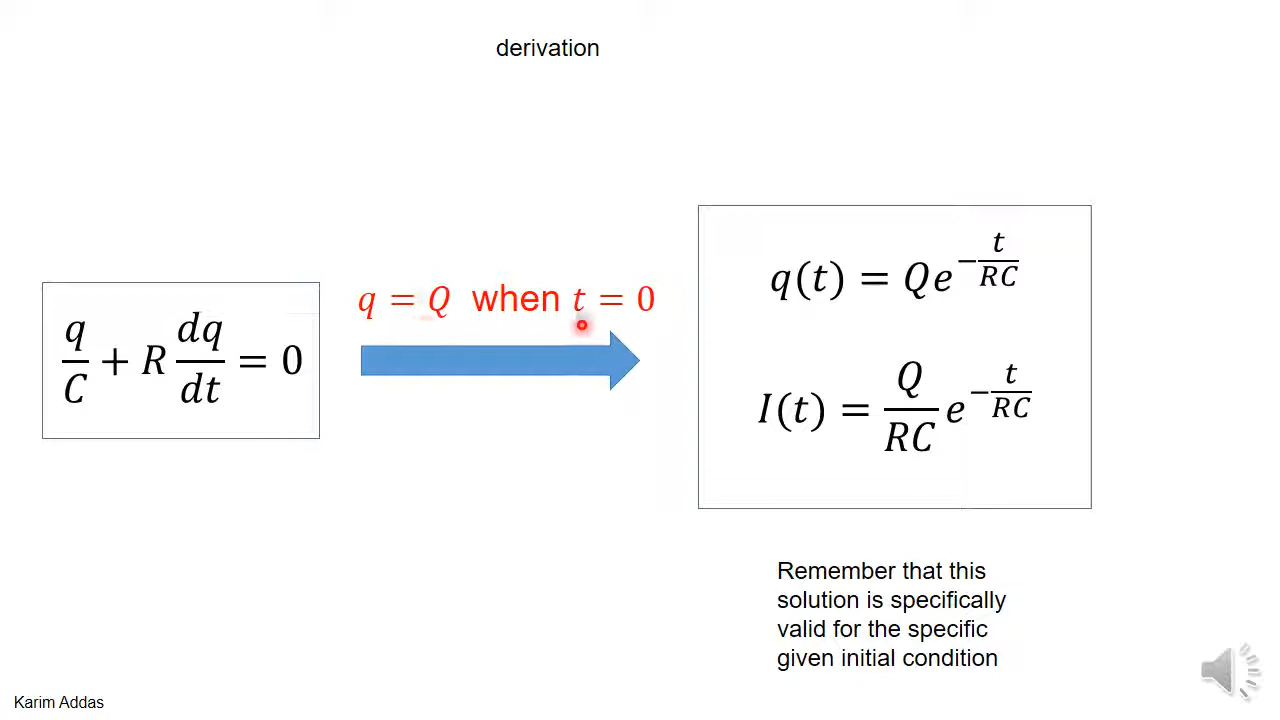 derivation
q/C + R dq/dt = 0
q = Q when t = 0
q(t) = Qe^(-t/RC)
I(t) = Q/RC e^(-t/RC)
Remember that this
solution is specifically
valid for the specific
given initial condition
Karim Addas